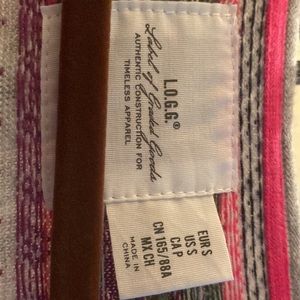 L.O.G.G.®
Label of Graded Goods
AUTHENTIC CONSTRUCTION FOR
TIMELESS APPAREL
EUR S
US S
CA P
CN 165/88A
MX CH
MADE IN
CHINA